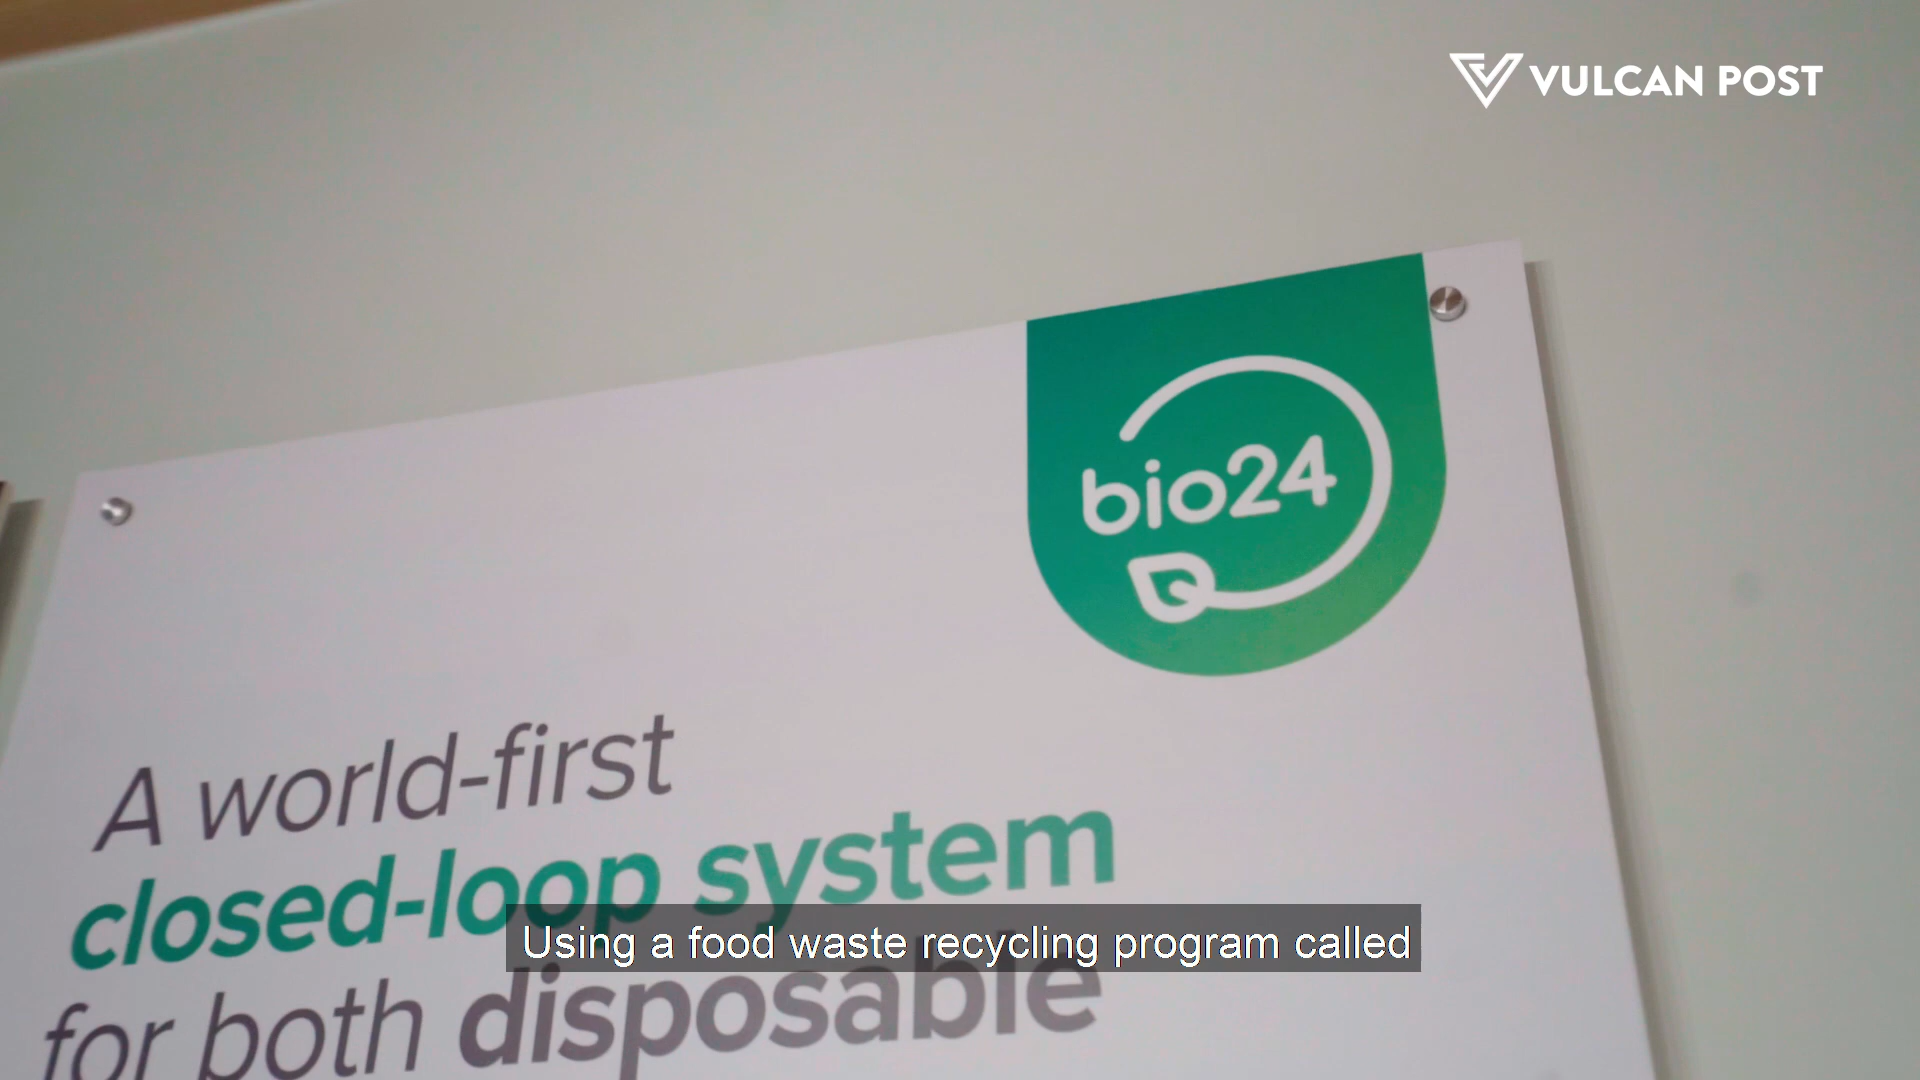 VULCAN POST
bio24
A world-first
closed-loop system
for both disposable
Using a food waste recycling program called